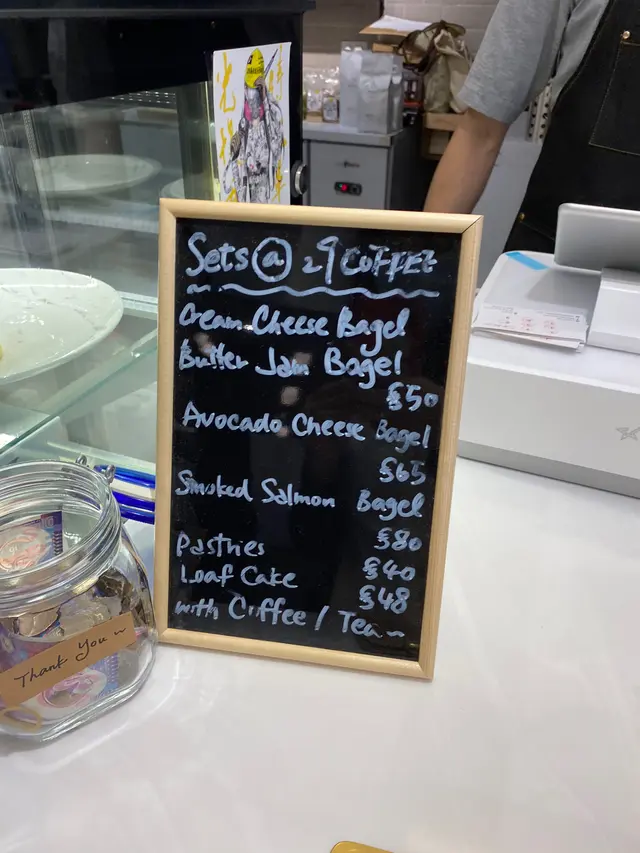 Sets @ 29 COFFEE
Cream Cheese Bagel
Butter Jam Bagel
$50
Avocado Cheese Bagel
$65
Smoked Salmon Bagel
$80
Pastries
$40
Loaf Cake
$48
with Coffee / Tea~
Thank You~